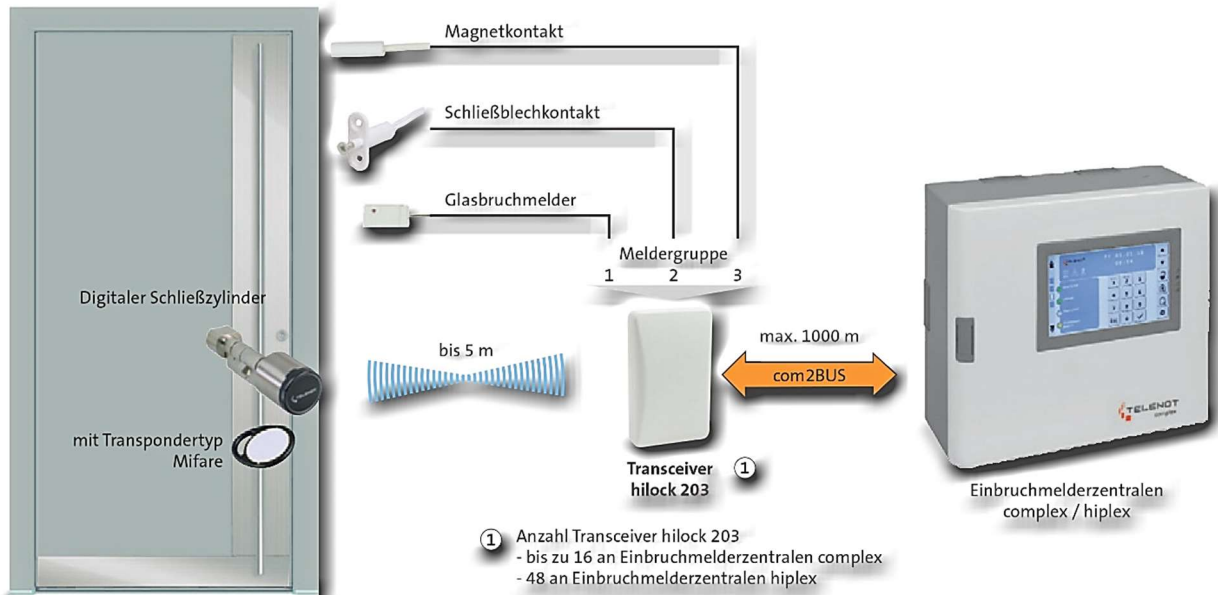 Magnetkontakt
Schließblechkontakt
Glasbruchmelder
Meldergruppe
1 2 3
Digitaler Schließzylinder
mit Transpondertyp
Mifare
bis 5 m
max. 1000 m
com2BUS
Transceiver
hilock 203
1
TELENOT
complex
Einbruchmelderzentralen
complex / hiplex
1 Anzahl Transceiver hilock 203
- bis zu 16 an Einbruchmelderzentralen complex
- 48 an Einbruchmelderzentralen hiplex